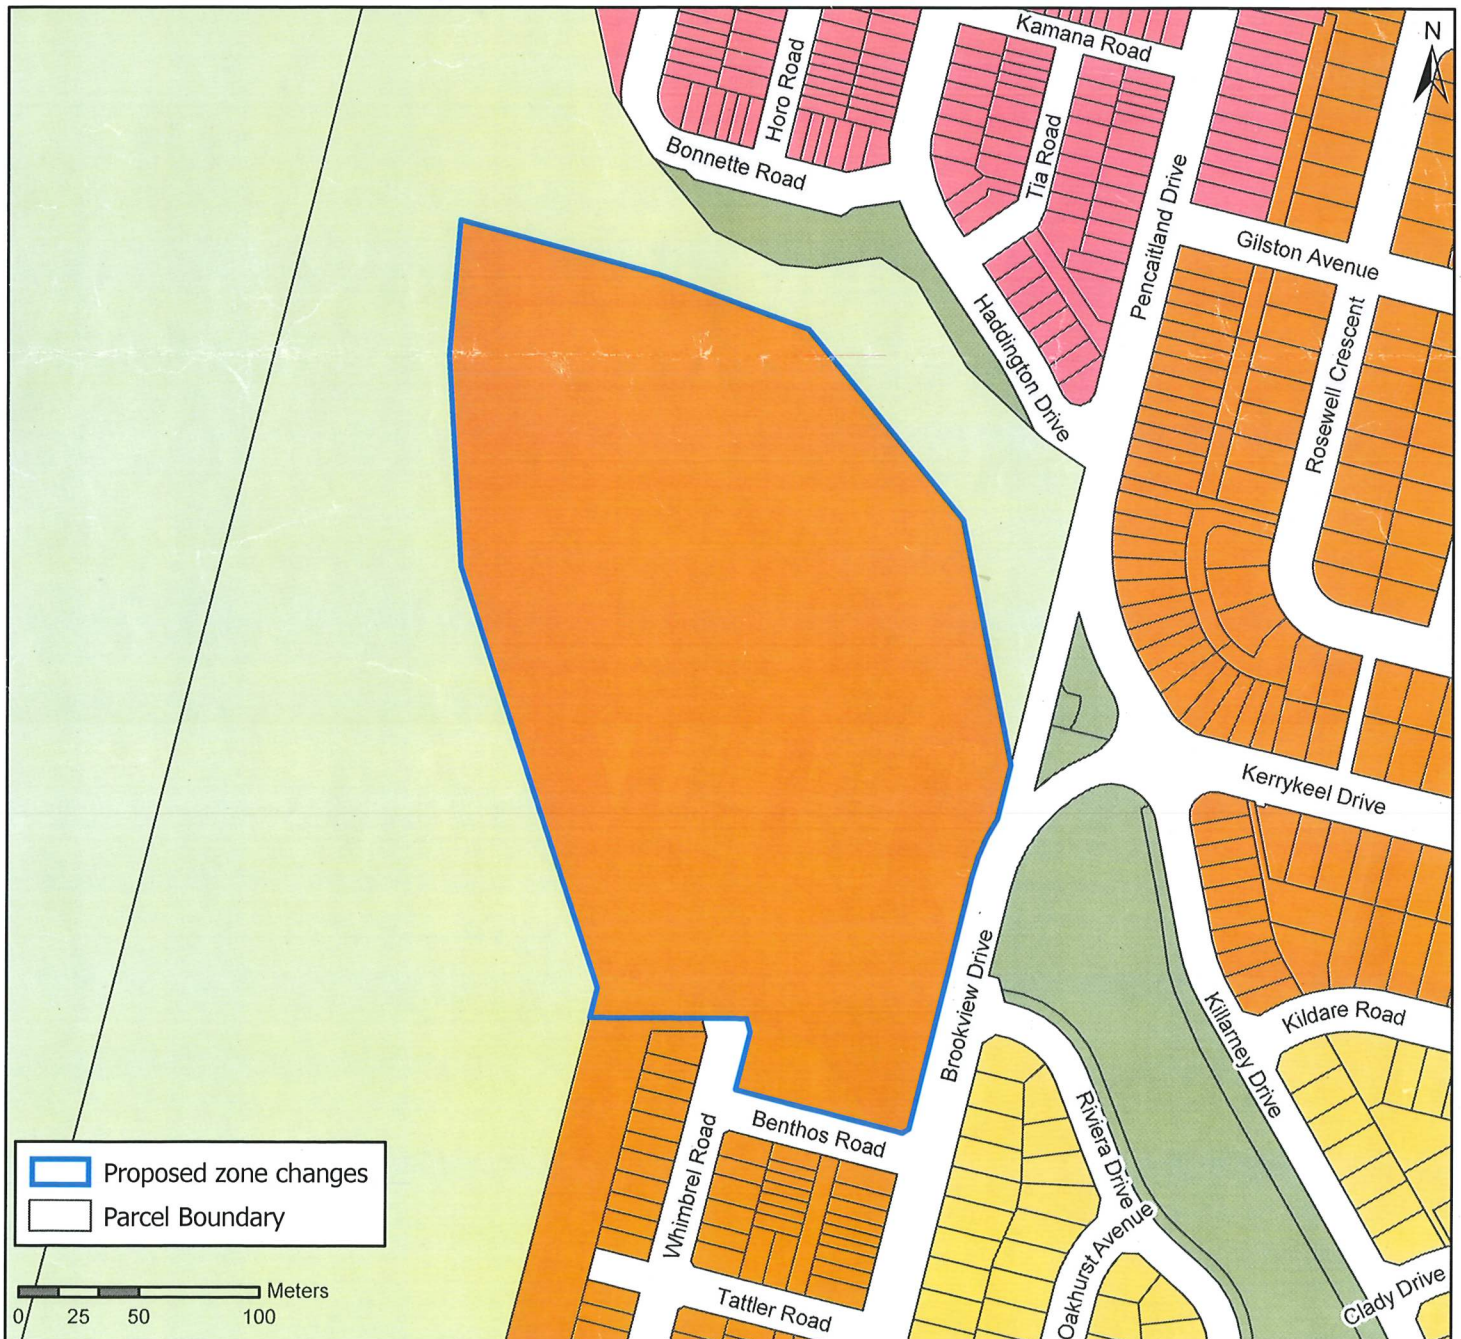 Kamana Road
N
Horo Road
Bonnette Road
Tia Road
Pencaitland Drive
Gilston Avenue
Haddington Drive
Rosewell Crescent
Kerrykeel Drive
Brookview Drive
Killarney Drive
Kildare Road
Riviera Drive
Benthos Road
Whimbrel Road
Oakhurst Avenue
Tattler Road
Clady Drive
Proposed zone changes
Parcel Boundary
Meters
0 25 50 100